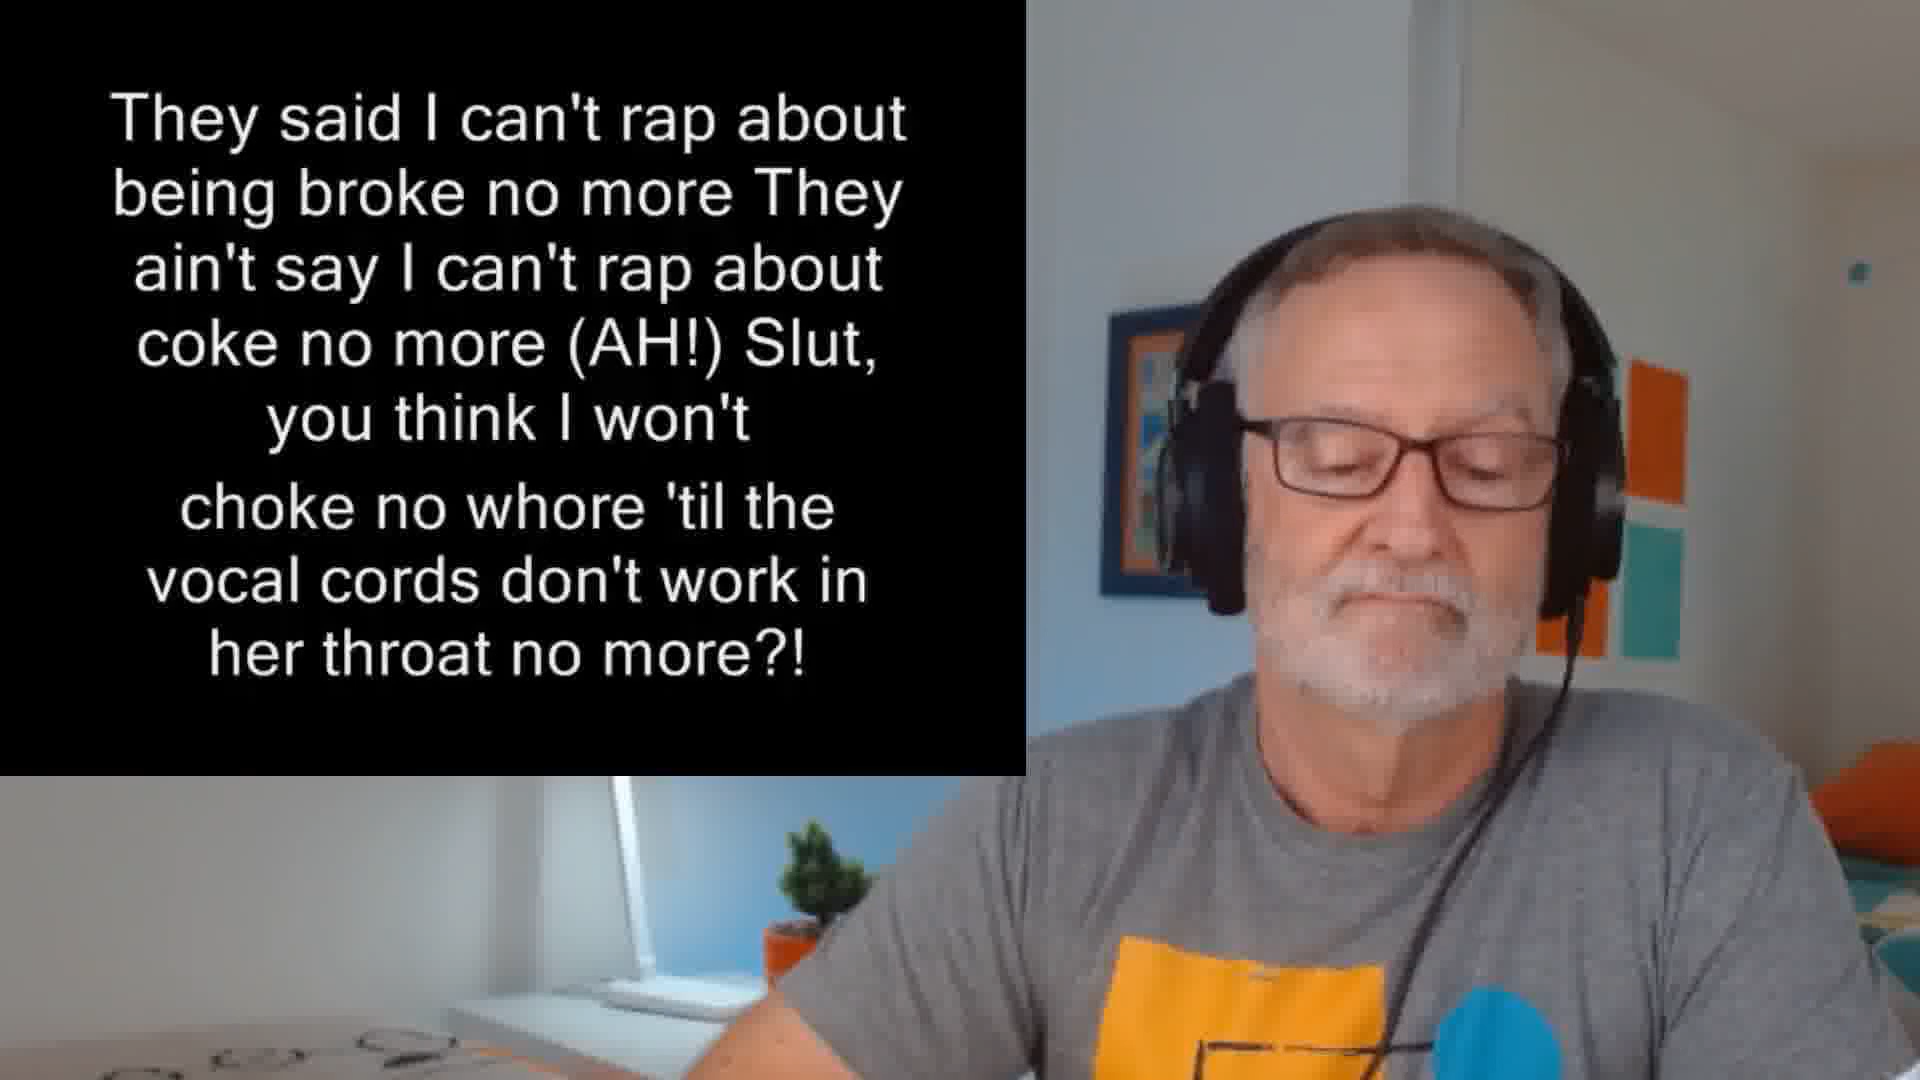 They said I can't rap about
being broke no more They
ain't say I can't rap about
coke no more (AH!) Slut,
you think I won't
choke no whore 'til the
vocal cords don't work in
her throat no more?!